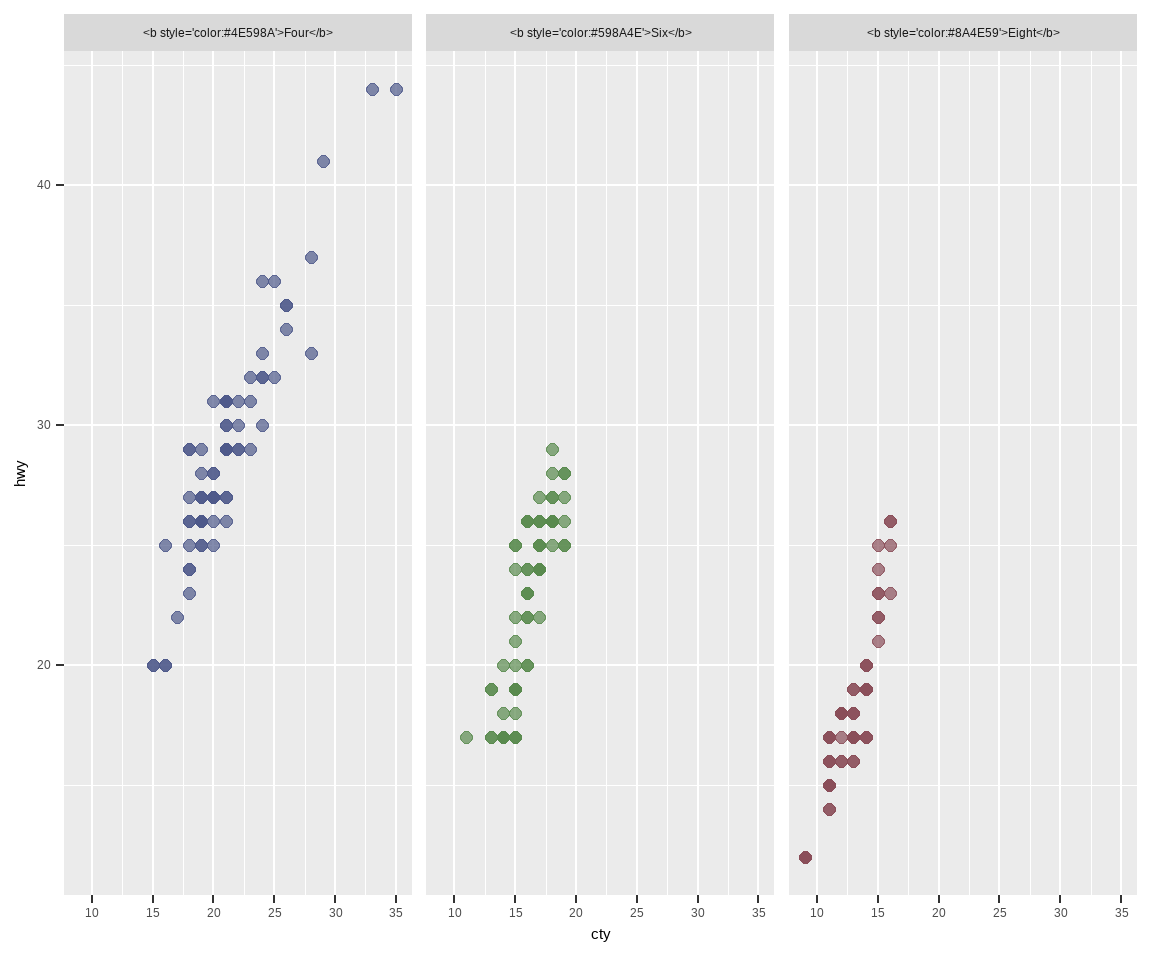 <b style='color:#4E598A'>Four</b>
<b style='color:#598A4E'>Six</b>
<b style='color:#8A4E59'>Eight</b>
40
30
20
hwy
10 15 20 25 30 35
10 15 20 25 30 35
10 15 20 25 30 35
cty